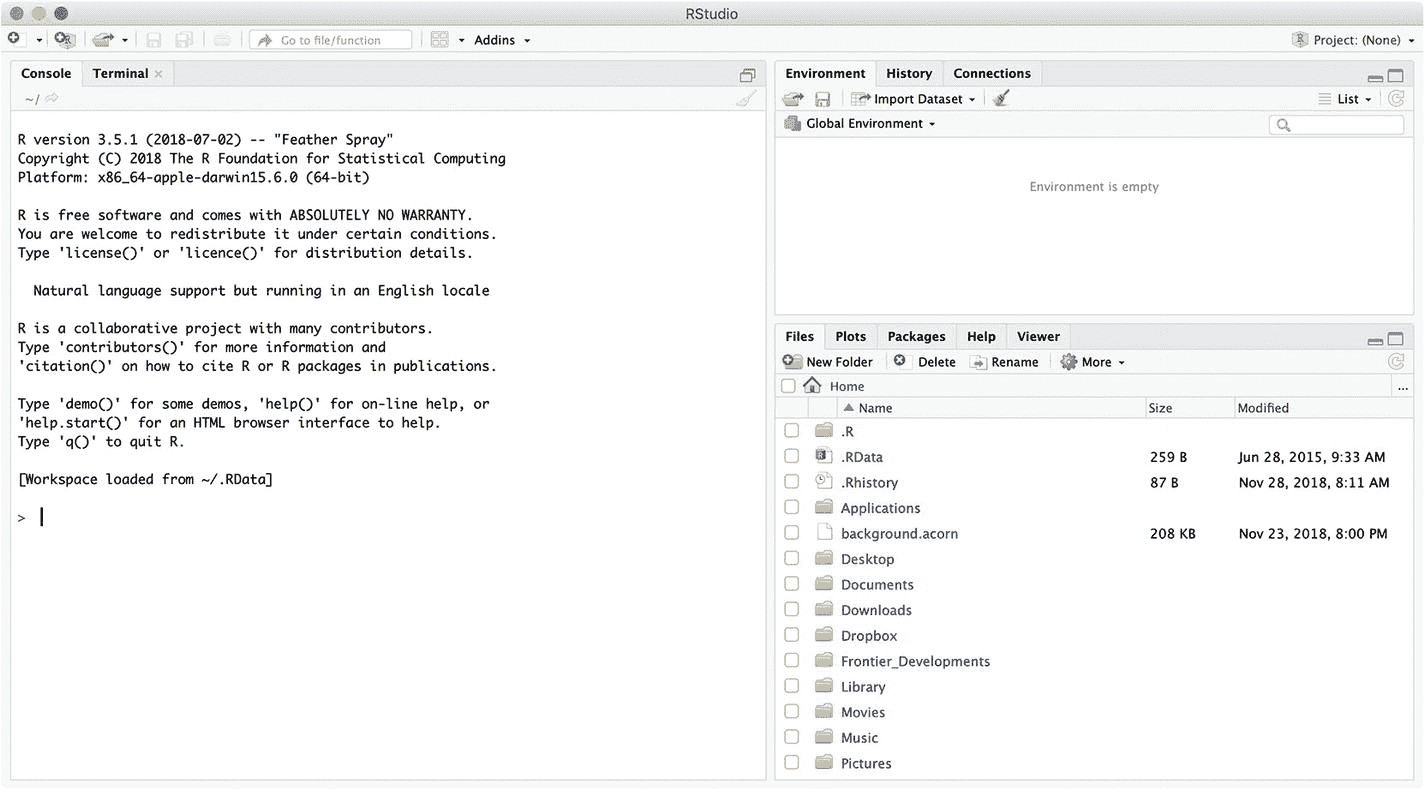 RStudio
Go to file/function
Addins
Project: (None)
Console
Terminal
~/
R version 3.5.1 (2018-07-02) -- "Feather Spray"
Copyright (C) 2018 The R Foundation for Statistical Computing
Platform: x86_64-apple-darwin15.6.0 (64-bit)
R is free software and comes with ABSOLUTELY NO WARRANTY.
You are welcome to redistribute it under certain conditions.
Type 'license()' or 'licence()' for distribution details.
Natural language support but running in an English locale
R is a collaborative project with many contributors.
Type 'contributors()' for more information and
'citation()' on how to cite R or R packages in publications.
Type 'demo()' for some demos, 'help()' for on-line help, or
'help.start()' for an HTML browser interface to help.
Type 'q()' to quit R.
[Workspace loaded from ~/.RData]
>
Environment History Connections
Import Dataset List
Global Environment
Environment is empty
Files Plots Packages Help Viewer
New Folder Delete Rename More
Home ...
Name Size Modified
.R
.RData 259 B Jun 28, 2015, 9:33 AM
.Rhistory 87 B Nov 28, 2018, 8:11 AM
Applications
background.acorn 208 KB Nov 23, 2018, 8:00 PM
Desktop
Documents
Downloads
Dropbox
Frontier_Developments
Library
Movies
Music
Pictures